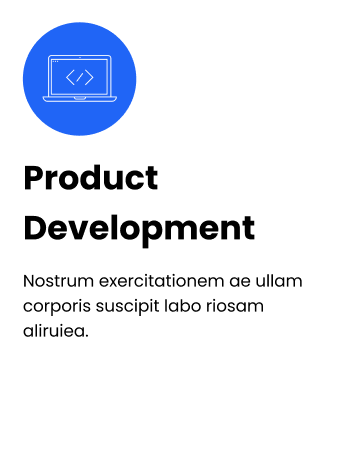 Product
Development
Nostrum exercitationem ae ullam
corporis suscipit labo riosam
aliruiea.